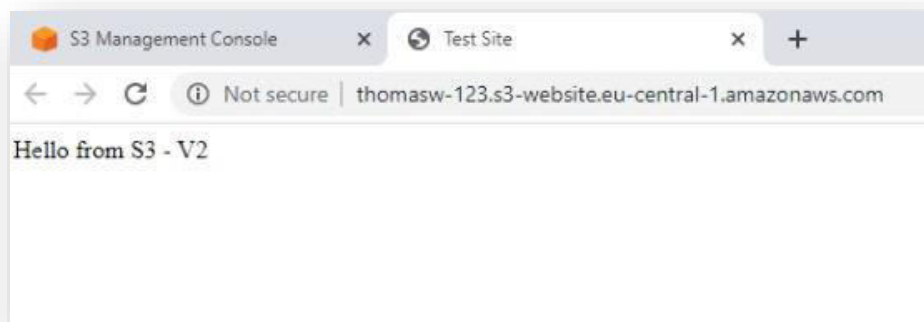 S3 Management Console
Test Site
Not secure | thomasw-123.s3-website.eu-central-1.amazonaws.com
Hello from S3 - V2